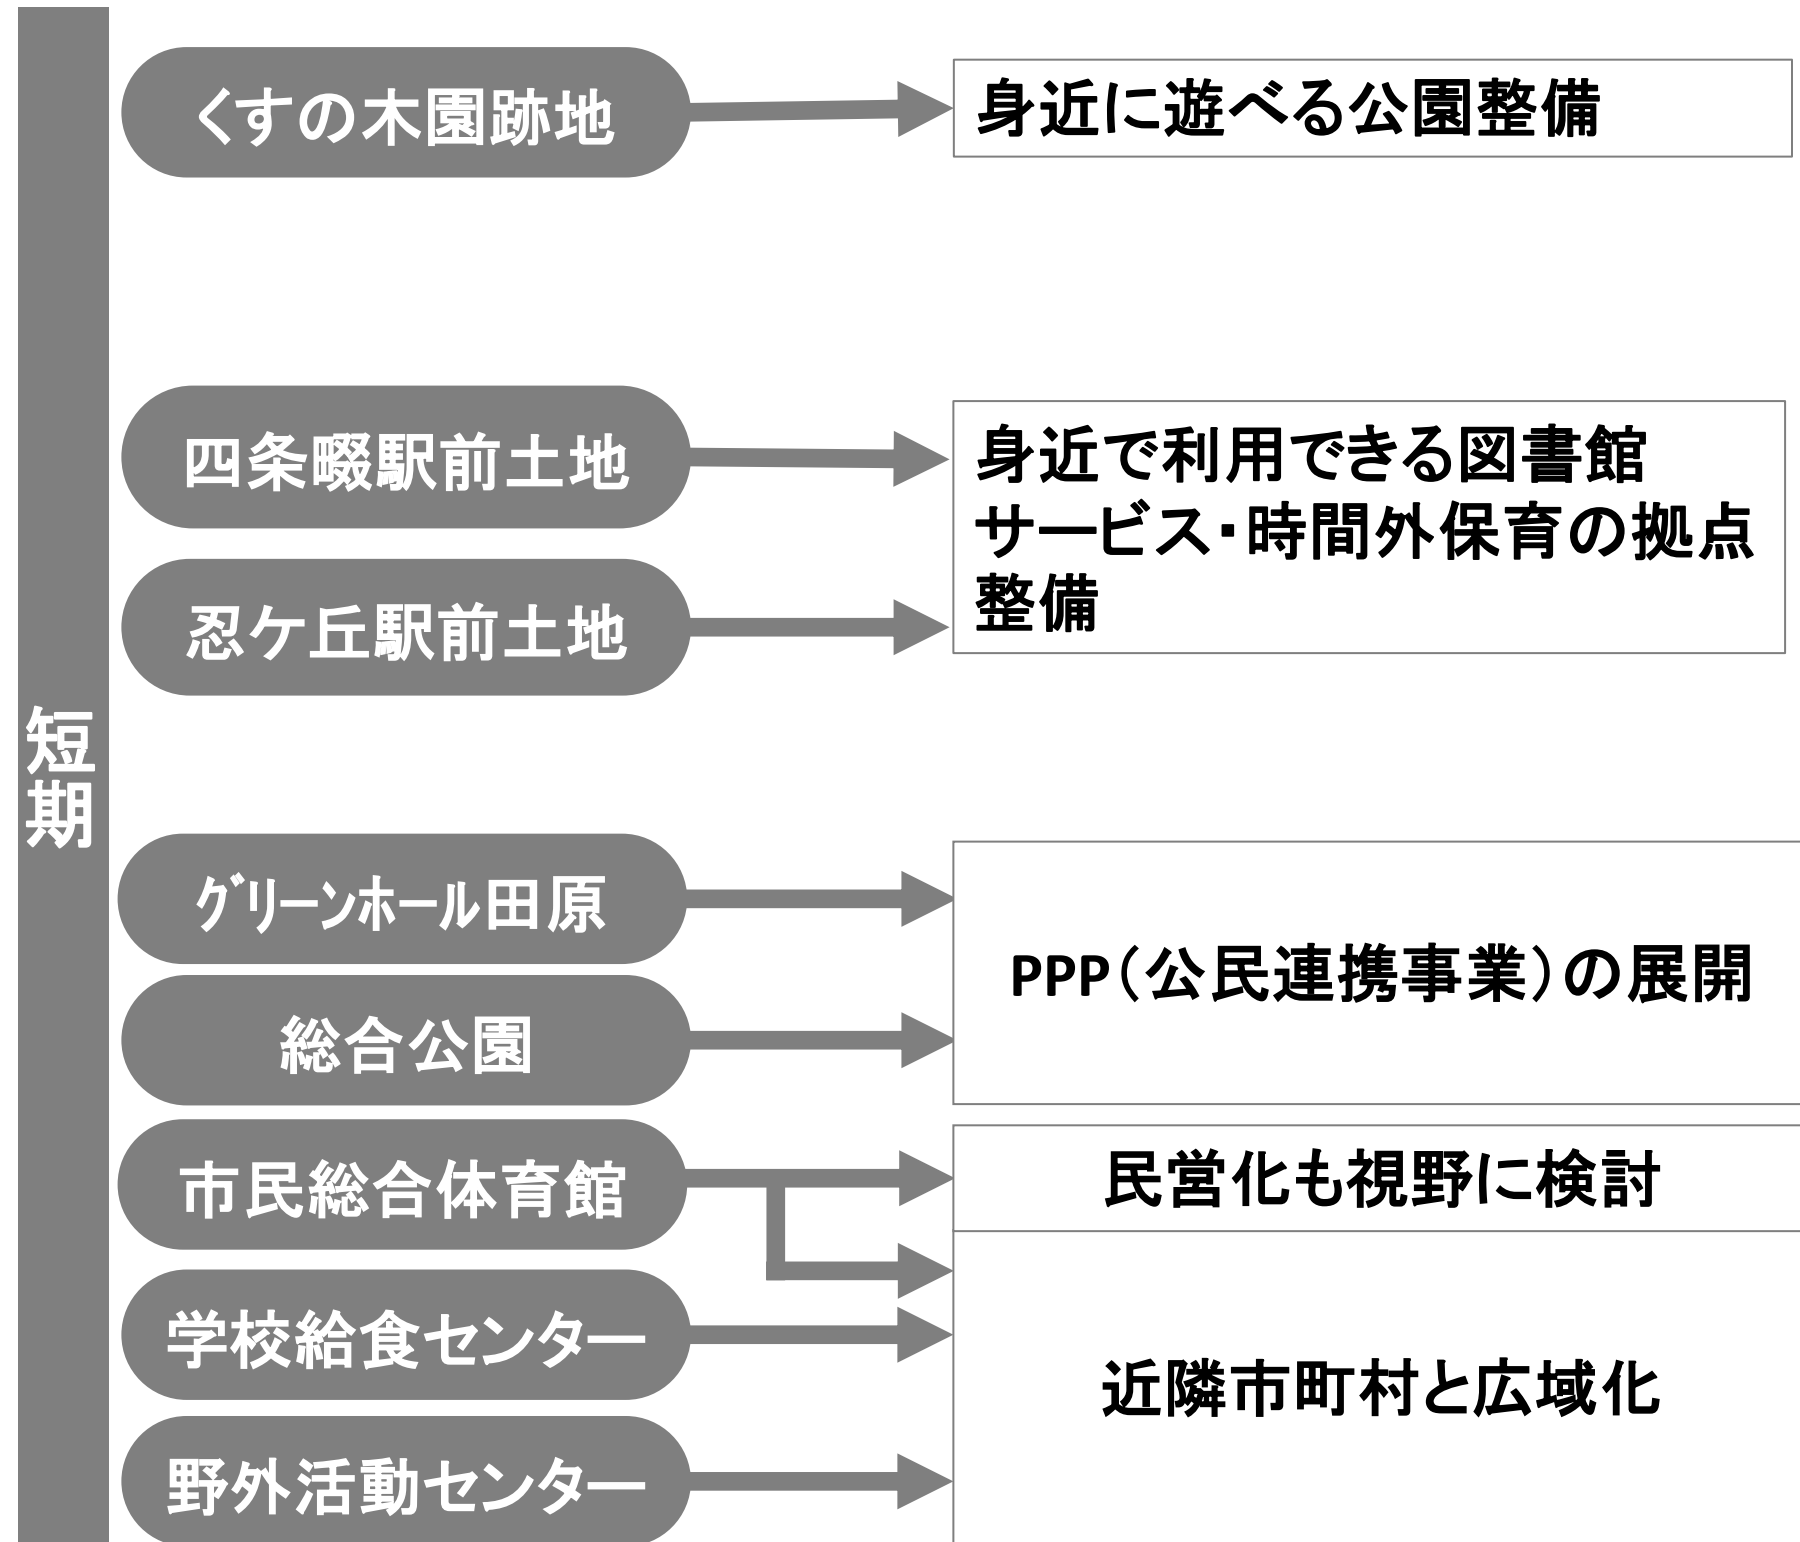 短期
くすの木園跡地
身近に遊べる公園整備
四条畷駅前土地
忍ケ丘駅前土地
身近で利用できる図書館
サービス・時間外保育の拠点
整備
ｸﾞﾘｰﾝﾎｰﾙ田原
総合公園
PPP（公民連携事業）の展開
市民総合体育館
民営化も視野に検討
学校給食センター
野外活動センター
近隣市町村と広域化